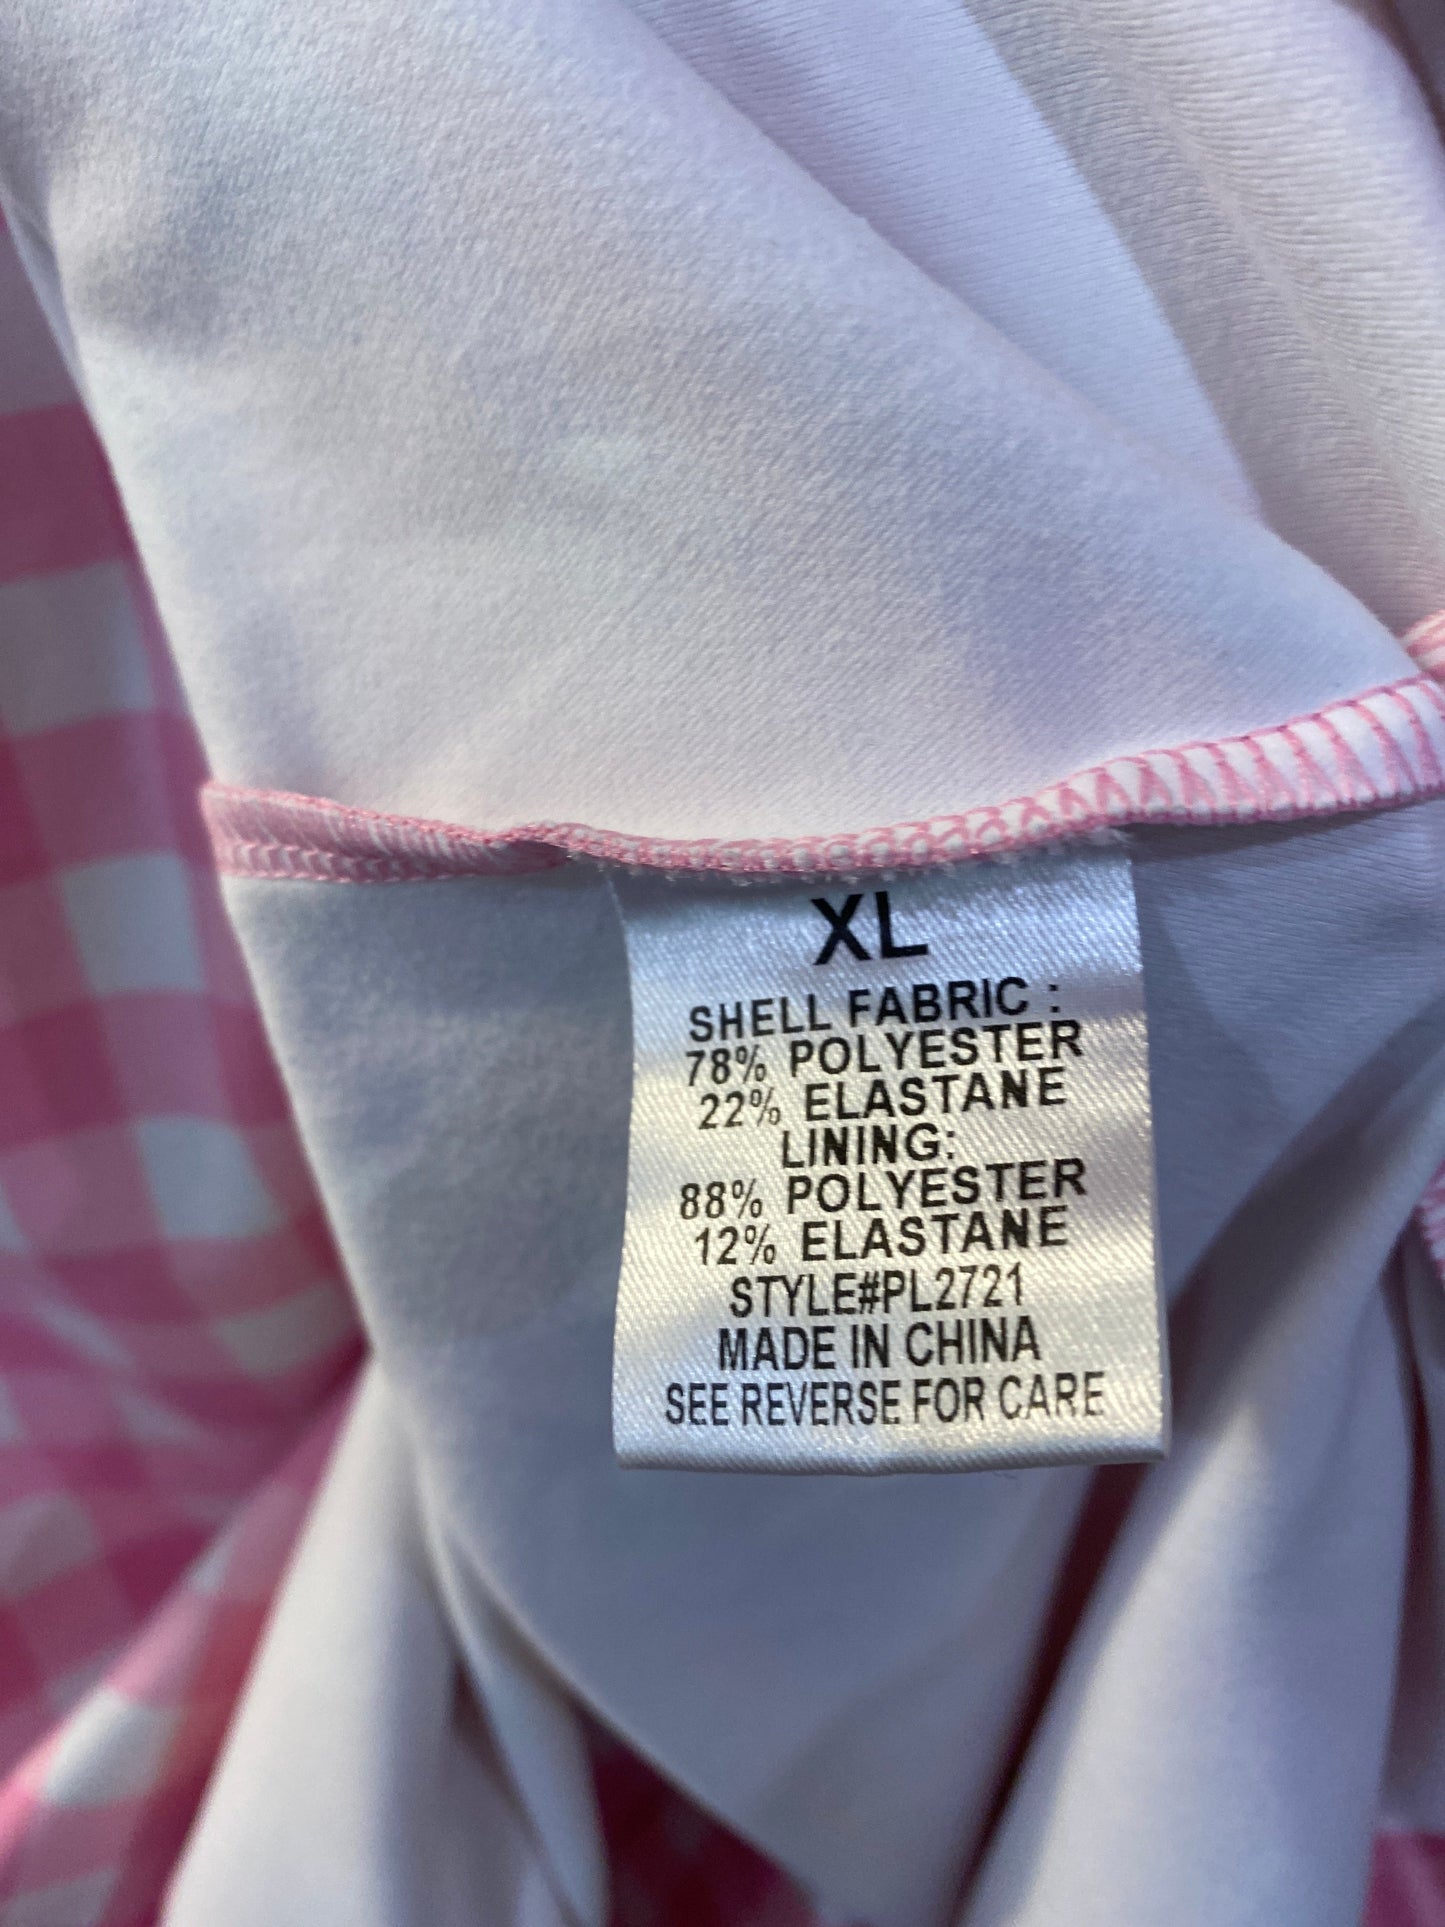 XL
SHELL FABRIC :
78% POLYESTER
22% ELASTANE
LINING:
88% POLYESTER
12% ELASTANE
STYLE#PL2721
MADE IN CHINA
SEE REVERSE FOR CARE